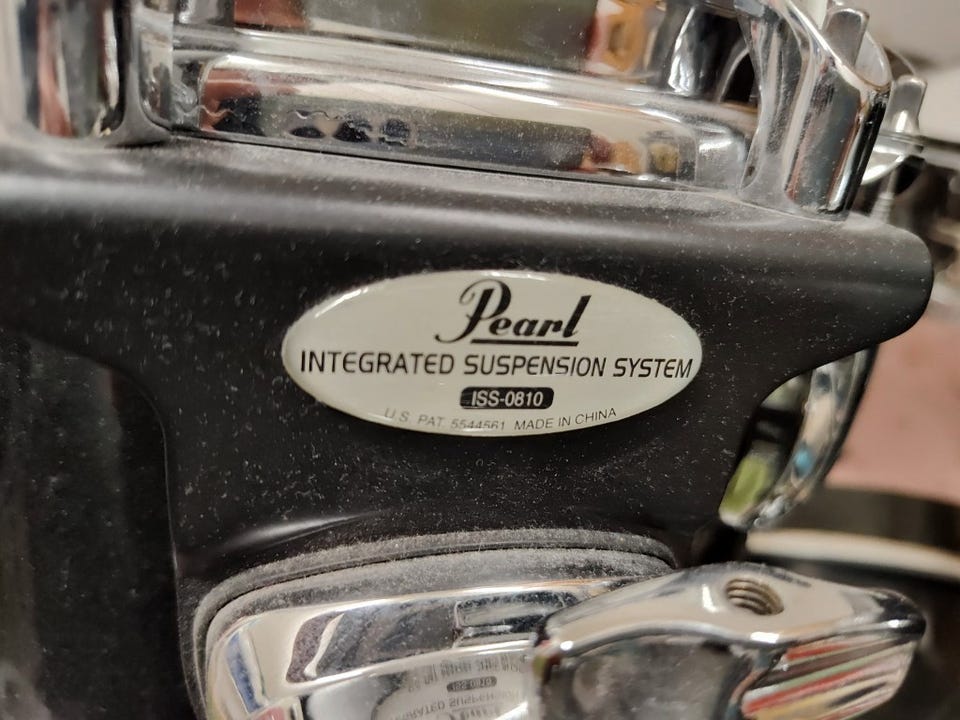 Pearl
INTEGRATED SUSPENSION SYSTEM
ISS-0810
U.S. PAT. 5544561 MADE IN CHINA